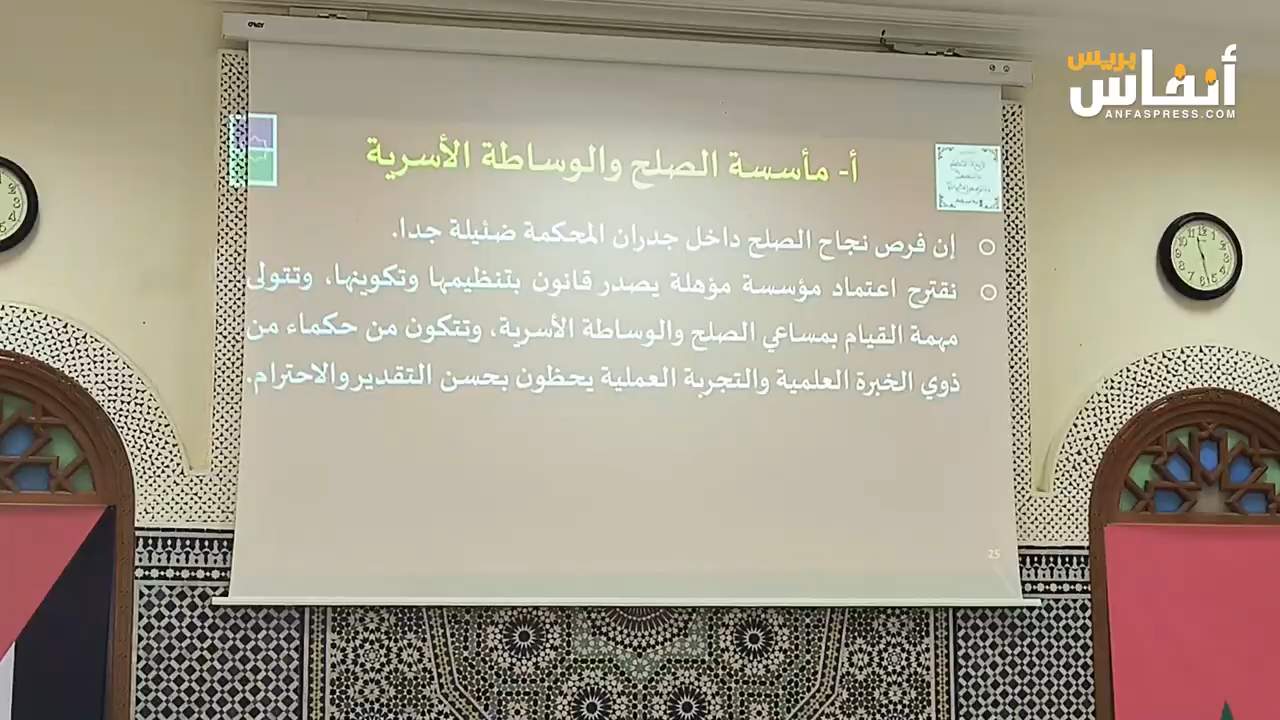 بريس
أنفاس
ANFASPRESS.COM
أ- مأسسة الصلح والوساطة الأسرية
إن فرص نجاح الصلح داخل جدران المحكمة ضئيلة جدا.
نقترح اعتماد مؤسسة مؤهلة يصدر قانون بتنظيمها وتكوينها، وتتولى
مهمة القيام بمساعي الصلح والوساطة الأسرية، وتتكون من حكماء من
ذوي الخبرة العلمية والتجربة العملية يحظون بحسن التقدير والاحترام.
25